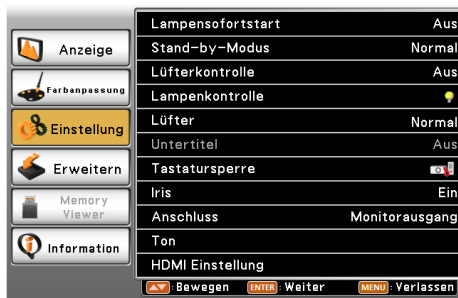 Anzeige
Farbanpassung
Einstellung
Erweitern
Memory
Viewer
Information
Lampensofortstart Aus
Stand-by-Modus Normal
Lüfterkontrolle Aus
Lampenkontrolle
Lüfter Normal
Untertitel Aus
Tastatursperre
Iris Ein
Anschluss Monitorausgang
Ton
HDMI Einstellung
:Bewegen ENTER :Weiter MENU :Verlassen